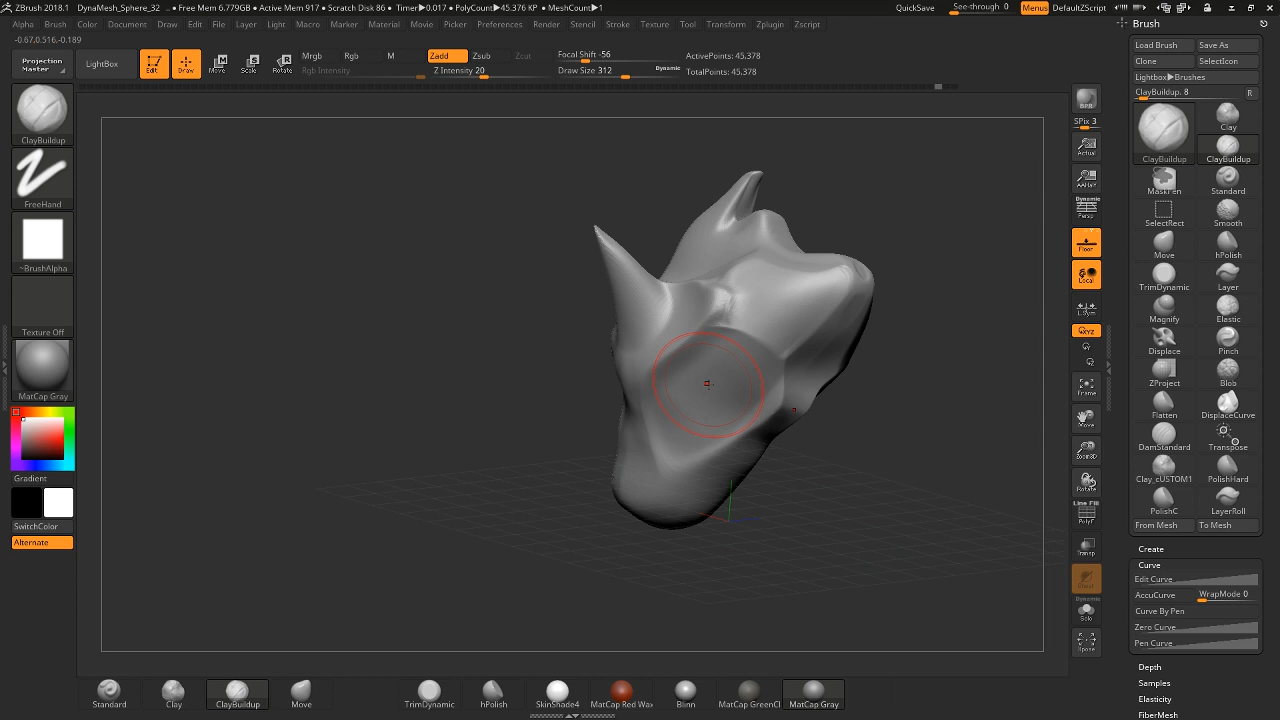 ZBrush 2018.1 DynaMesh_Sphere_32 .. • Free Mem 6.779GB • Active Mem 917 • Scratch Disk 86 • Timer▶0.017 • PolyCount▶45.376 KP • MeshCount▶1 QuickSave See-through 0 Menus DefaultZScript
Alpha Brush Color Document Draw Edit File Layer Light Macro Marker Material Movie Picker Preferences Render Stencil Stroke Texture Tool Transform Zplugin Zscript
-0.67,0.516,-0.189
Projection Master
LightBox
Edit
Draw
Move
Scale
Rotate
Mrgb Rgb M
Rgb Intensity
Zadd Zsub Zcut
Z Intensity 20
Focal Shift -56
Draw Size 312
Dynamic
ActivePoints: 45,378
TotalPoints: 45,378
ClayBuildup
FreeHand
~BrushAlpha
Texture Off
MatCap Gray
Gradient
SwitchColor
Alternate
BPR
SPix 3
Actual
AAHalf
Dynamic
Persp
Floor
Local
L.Sym
XYZ
Frame
Move
Zoom3D
Rotate
Line Fill
PolyF
Transp
Ghost
Dynamic
Solo
Xpose
Brush
Load Brush Save As
Clone SelectIcon
Lightbox▶Brushes
ClayBuildup. 8 R
Clay
ClayBuildup ClayBuildup
MaskPen Standard
SelectRect Smooth
Move hPolish
TrimDynamic Layer
Magnify Elastic
Displace Pinch
ZProject Blob
Flatten DisplaceCurve
DamStandard Transpose
Clay_cUSTOM1 PolishHard
PolishC LayerRoll
From Mesh To Mesh
Create
Curve
Edit Curve
AccuCurve WrapMode 0
Curve By Pen
Zero Curve
Pen Curve
Depth
Samples
Elasticity
FiberMesh
Standard Clay ClayBuildup Move TrimDynamic hPolish SkinShade4 MatCap Red Wax Blinn MatCap GreenCl MatCap Gray